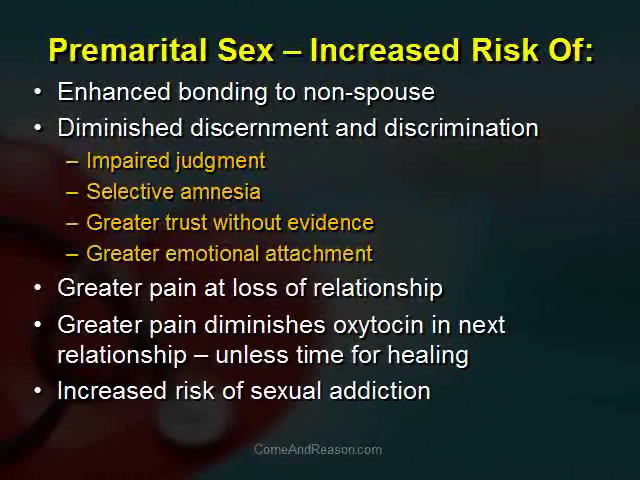 Premarital Sex – Increased Risk Of:
• Enhanced bonding to non-spouse
• Diminished discernment and discrimination
– Impaired judgment
– Selective amnesia
– Greater trust without evidence
– Greater emotional attachment
• Greater pain at loss of relationship
• Greater pain diminishes oxytocin in next
relationship – unless time for healing
• Increased risk of sexual addiction
ComeAndReason.com